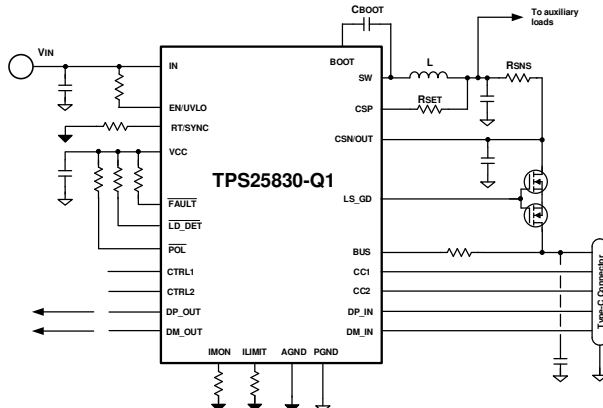 CBOOT
To auxiliary
loads
VIN
IN
BOOT
SW
L
RSNS
EN/UVLO
CSP
RSET
RT/SYNC
CSN/OUT
VCC
TPS25830-Q1
FAULT
LS_GD
LD_DET
POL
BUS
CTRL1
CC1
CTRL2
CC2
DP_OUT
DP_IN
DM_OUT
DM_IN
Type-C Connector
IMON
ILIMIT
AGND
PGND